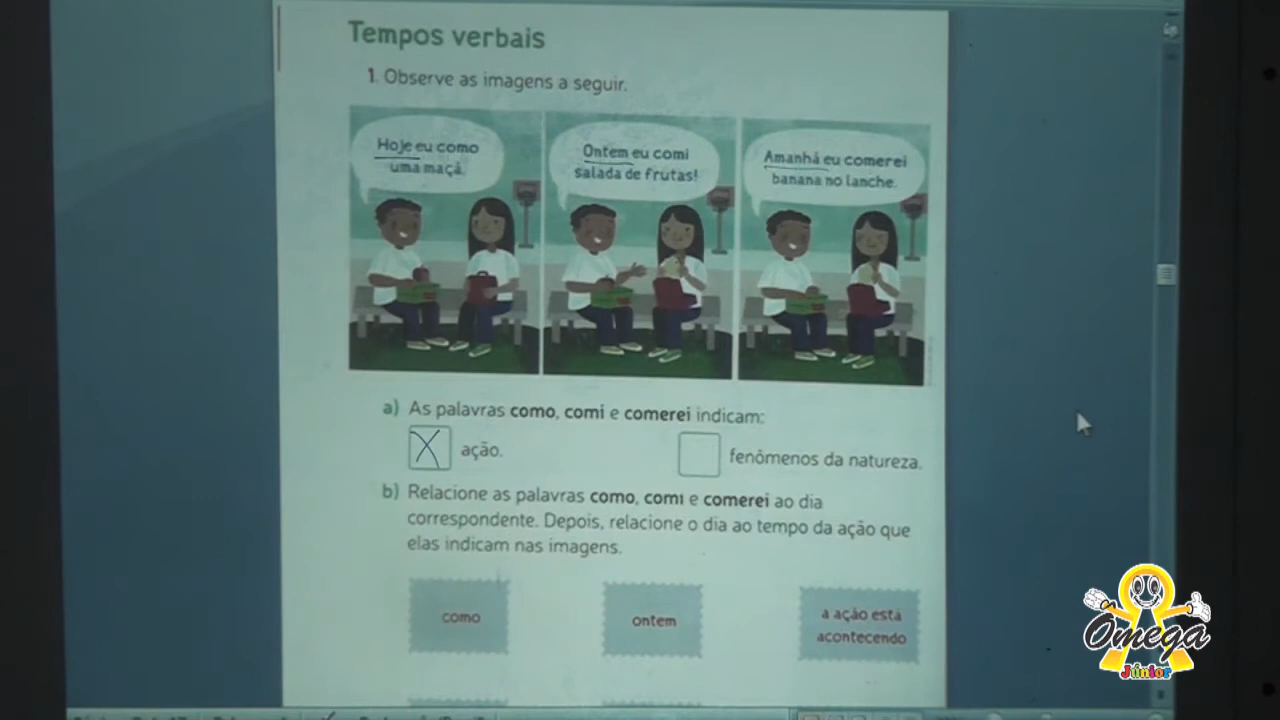 Tempos verbais
1. Observe as imagens a seguir.
Hoje eu como
uma maçã.
Ontem eu comi
salada de frutas!
Amanhã eu comerei
banana no lanche.
a) As palavras como, comi e comerei indicam:
X ação.
fenômenos da natureza.
b) Relacione as palavras como, comi e comerei ao dia
correspondente. Depois, relacione o dia ao tempo da ação que
elas indicam nas imagens.
como
ontem
a ação está
acontecendo
Ômega
Júnior